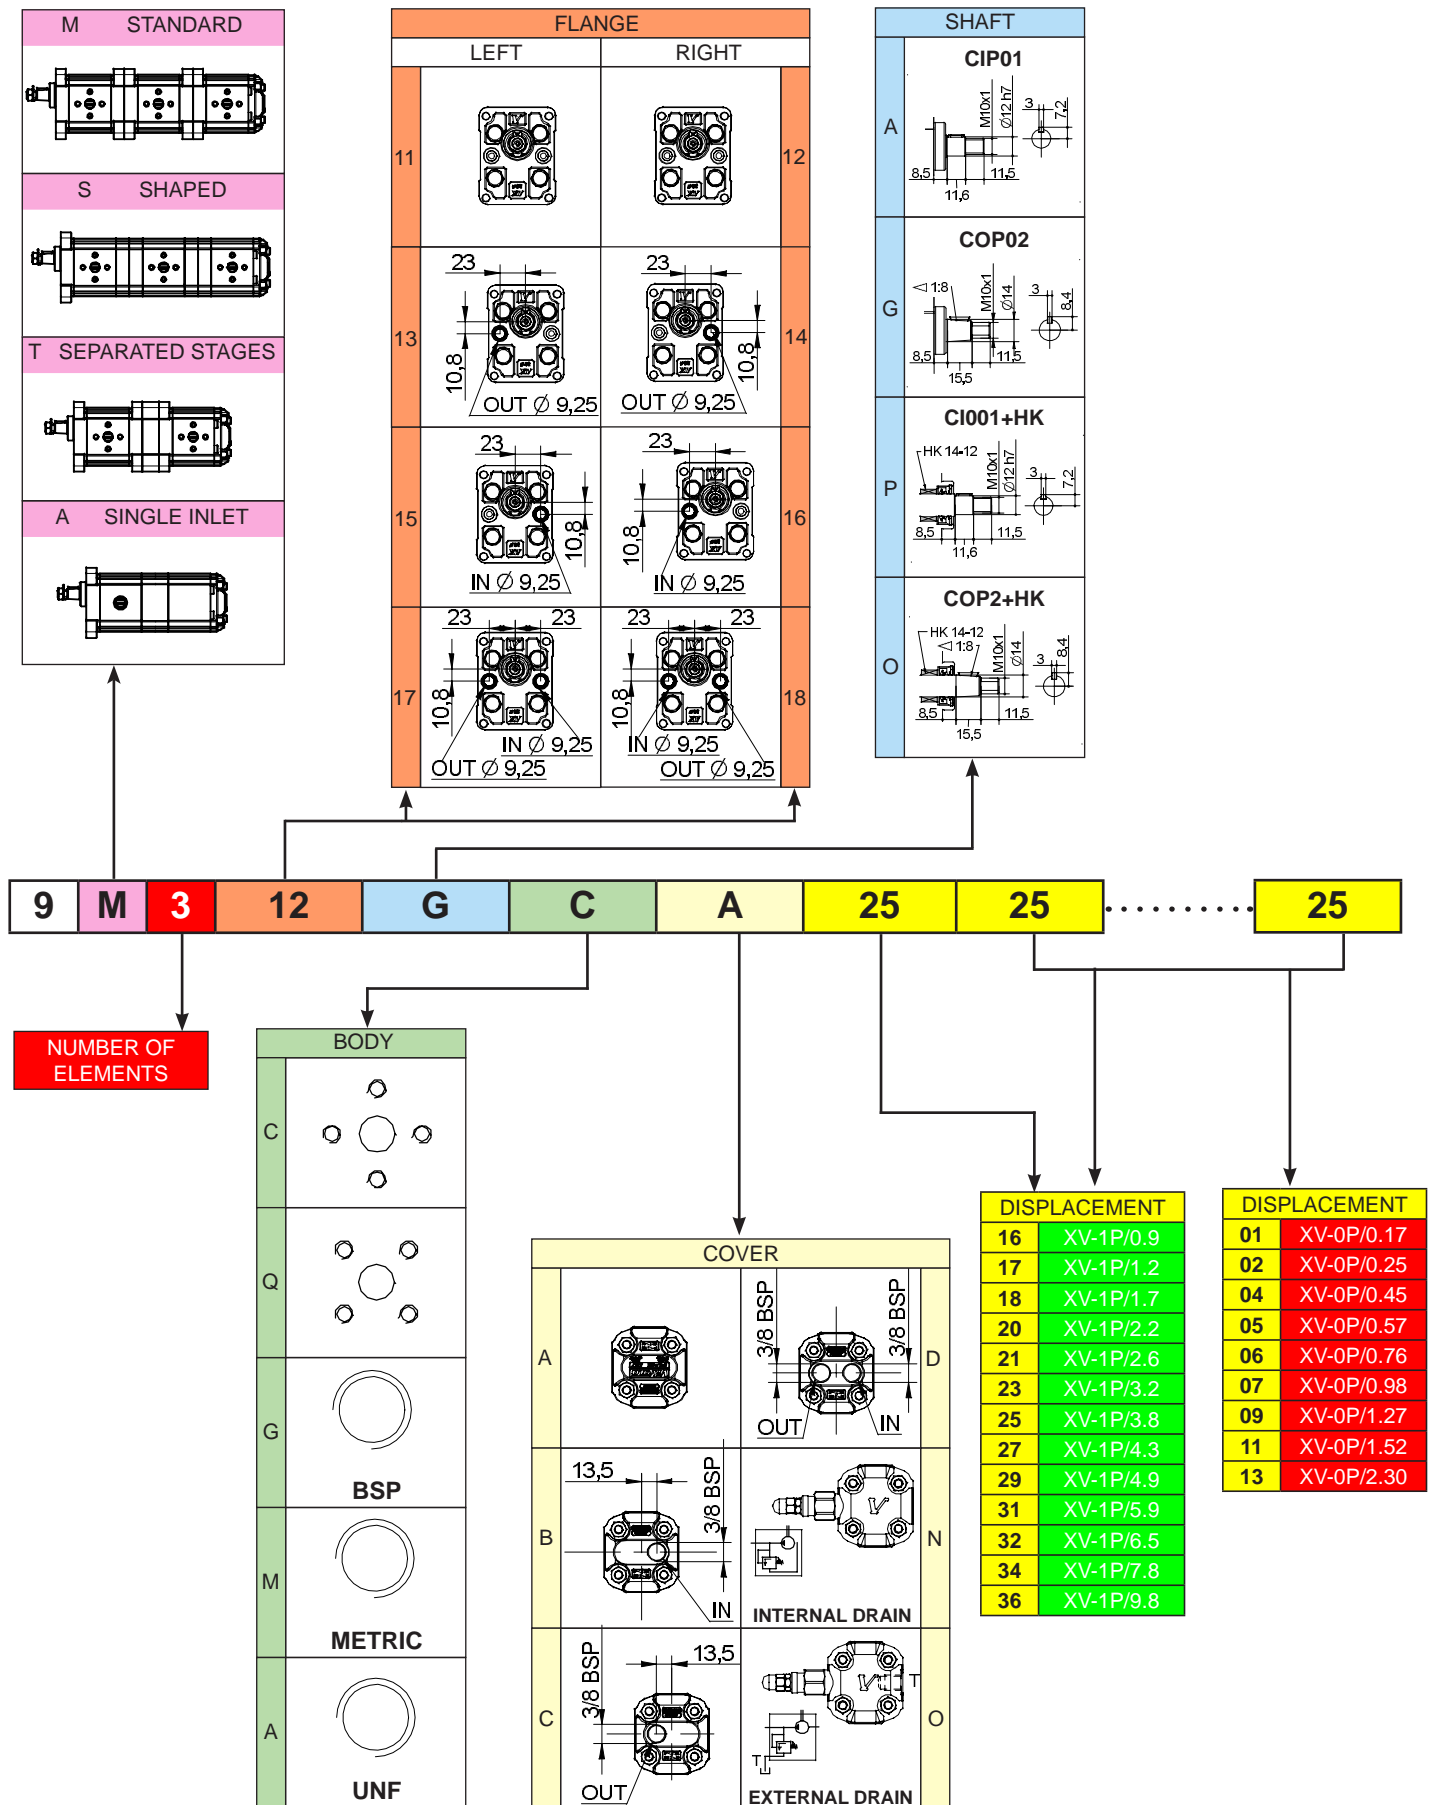 M STANDARD
S SHAPED
T SEPARATED STAGES
A SINGLE INLET
FLANGE
LEFT RIGHT
11 12
23 23
13 14
10,8 10,8
OUT Ø 9,25 OUT Ø 9,25
23 23
15 16
10,8 10,8
IN Ø 9,25 IN Ø 9,25
23 23 23 23
17 18
10,8 10,8
IN Ø 9,25 IN Ø 9,25
OUT Ø 9,25 OUT Ø 9,25
SHAFT
CIP01
A
M10x1 Ø12 h7 3 7,2
8,5 11,6 11,5
COP02
G
◁ 1:8 M10x1 Ø14 3 8,4
8,5 15,5 11,5
CI001+HK
P
HK 14-12 M10x1 Ø12 h7 3 7,2
8,5 11,6 11,5
COP2+HK
O
HK 14-12
◁ 1:8 M10x1 Ø14 3 8,4
8,5 15,5 11,5
9 M 3 12 G C A 25 25 ........... 25
NUMBER OF
ELEMENTS
BODY
C
Q
G
BSP
M
METRIC
A
UNF
COVER
A D
3/8 BSP 3/8 BSP
OUT IN
B N
13,5 3/8 BSP
IN
INTERNAL DRAIN
C O
3/8 BSP 13,5
OUT
T
T
EXTERNAL DRAIN
DISPLACEMENT
16 XV-1P/0.9
17 XV-1P/1.2
18 XV-1P/1.7
20 XV-1P/2.2
21 XV-1P/2.6
23 XV-1P/3.2
25 XV-1P/3.8
27 XV-1P/4.3
29 XV-1P/4.9
31 XV-1P/5.9
32 XV-1P/6.5
34 XV-1P/7.8
36 XV-1P/9.8
DISPLACEMENT
01 XV-0P/0.17
02 XV-0P/0.25
04 XV-0P/0.45
05 XV-0P/0.57
06 XV-0P/0.76
07 XV-0P/0.98
09 XV-0P/1.27
11 XV-0P/1.52
13 XV-0P/2.30